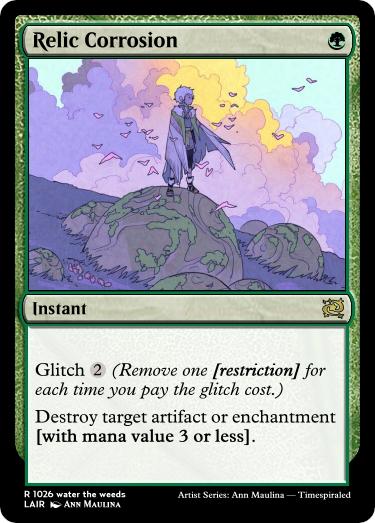 Relic Corrosion
Instant
Glitch 2 (Remove one [restriction] for
each time you pay the glitch cost.)
Destroy target artifact or enchantment
[with mana value 3 or less].
R 1026 water the weeds
LAIR Ann Maulina
Artist Series: Ann Maulina — Timespiraled